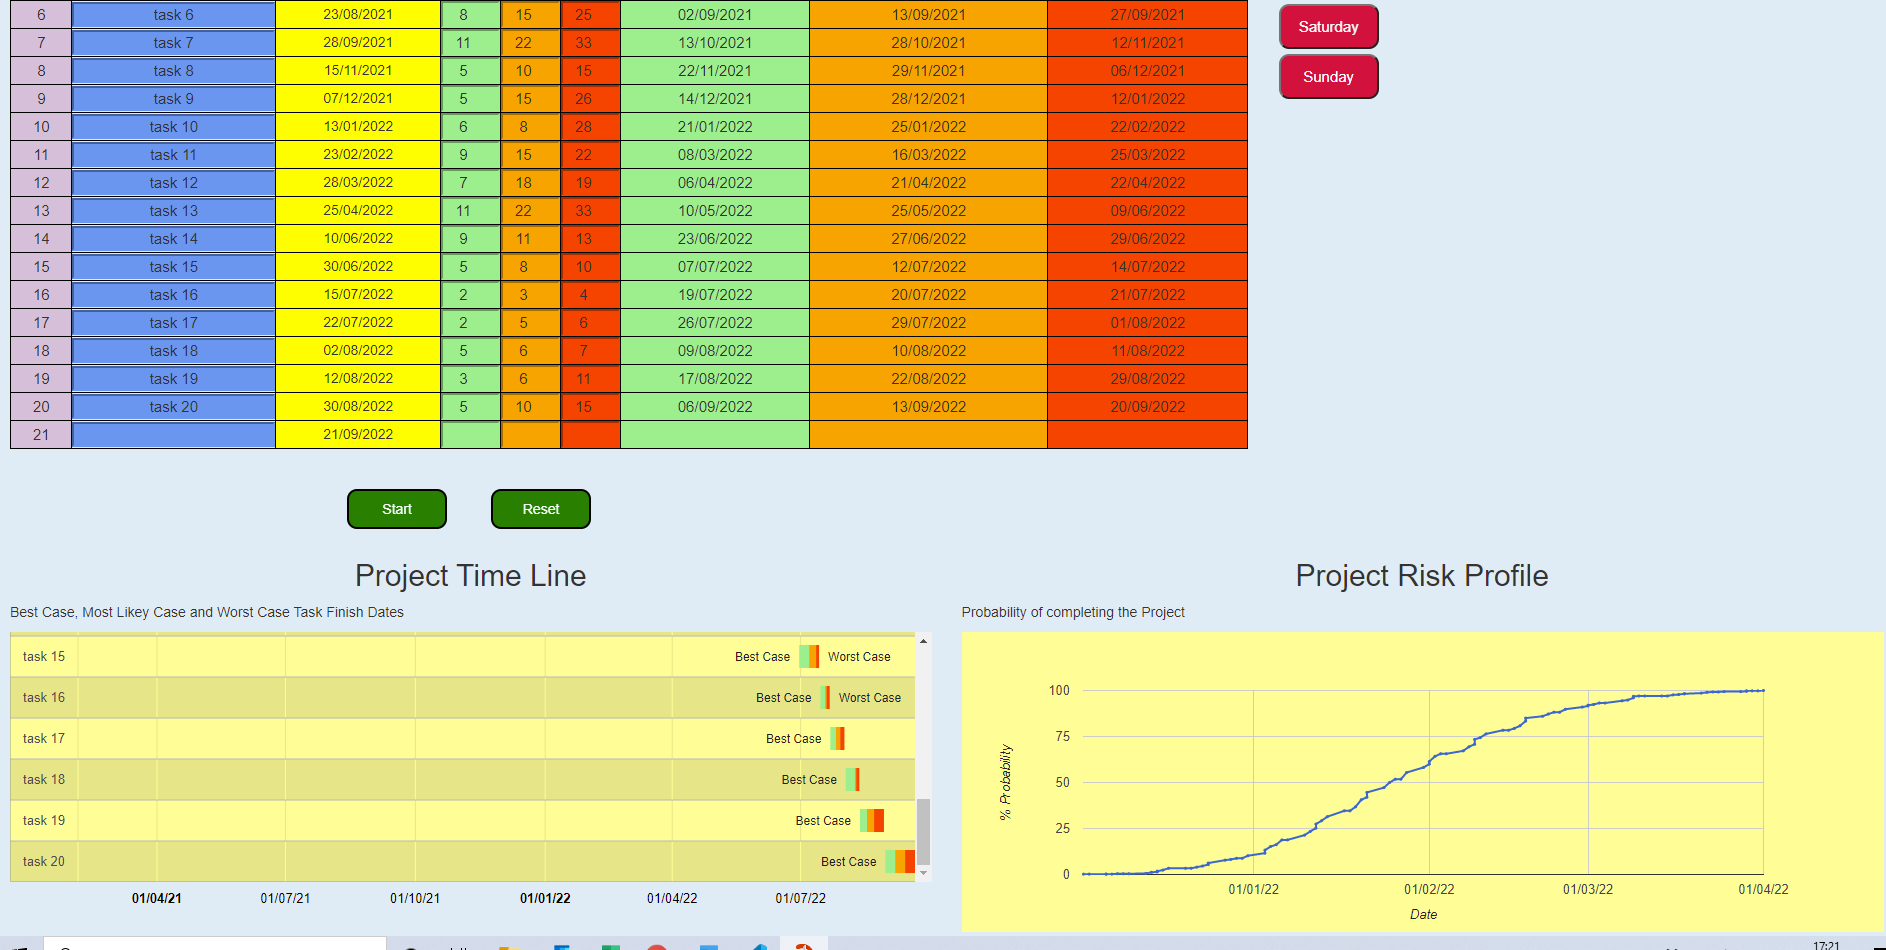 6 task 6 23/08/2021 8 15 25 02/09/2021 13/09/2021 27/09/2021
7 task 7 28/09/2021 11 22 33 13/10/2021 28/10/2021 12/11/2021
8 task 8 15/11/2021 5 10 15 22/11/2021 29/11/2021 06/12/2021
9 task 9 07/12/2021 5 15 26 14/12/2021 28/12/2021 12/01/2022
10 task 10 13/01/2022 6 8 28 21/01/2022 25/01/2022 22/02/2022
11 task 11 23/02/2022 9 15 22 08/03/2022 16/03/2022 25/03/2022
12 task 12 28/03/2022 7 18 19 06/04/2022 21/04/2022 22/04/2022
13 task 13 25/04/2022 11 22 33 10/05/2022 25/05/2022 09/06/2022
14 task 14 10/06/2022 9 11 13 23/06/2022 27/06/2022 29/06/2022
15 task 15 30/06/2022 5 8 10 07/07/2022 12/07/2022 14/07/2022
16 task 16 15/07/2022 2 3 4 19/07/2022 20/07/2022 21/07/2022
17 task 17 22/07/2022 2 5 6 26/07/2022 29/07/2022 01/08/2022
18 task 18 02/08/2022 5 6 7 09/08/2022 10/08/2022 11/08/2022
19 task 19 12/08/2022 3 6 11 17/08/2022 22/08/2022 29/08/2022
20 task 20 30/08/2022 5 10 15 06/09/2022 13/09/2022 20/09/2022
21 21/09/2022
Saturday
Sunday
Start
Reset
Project Time Line
Best Case, Most Likey Case and Worst Case Task Finish Dates
task 15 Best Case Worst Case
task 16 Best Case Worst Case
task 17 Best Case
task 18 Best Case
task 19 Best Case
task 20 Best Case
01/04/21 01/07/21 01/10/21 01/01/22 01/04/22 01/07/22
Project Risk Profile
Probability of completing the Project
% Probability
100
75
50
25
0
01/01/22 01/02/22 01/03/22 01/04/22
Date
17:21